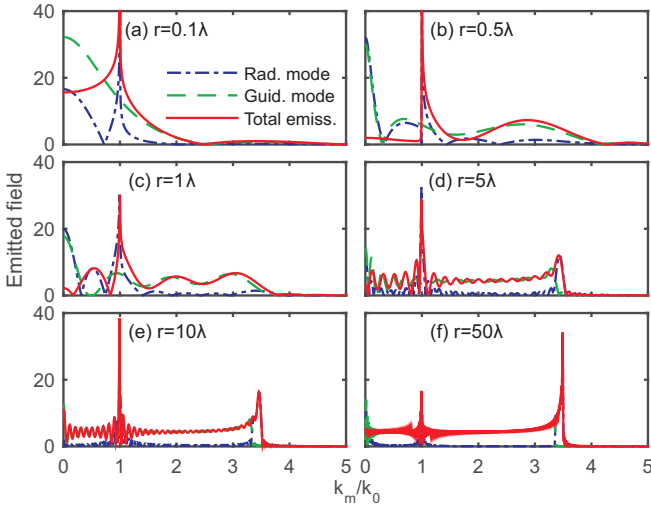 40
(a) r=0.1λ
(b) r=0.5λ
20
Rad. mode
Guid. mode
Total emiss.
0
0
40
(c) r=1λ
(d) r=5λ
20
Emitted field
0
0
40
(e) r=10λ
(f) r=50λ
20
0
0 1 2 3 4 5
0 1 2 3 4 5
k_m/k_0